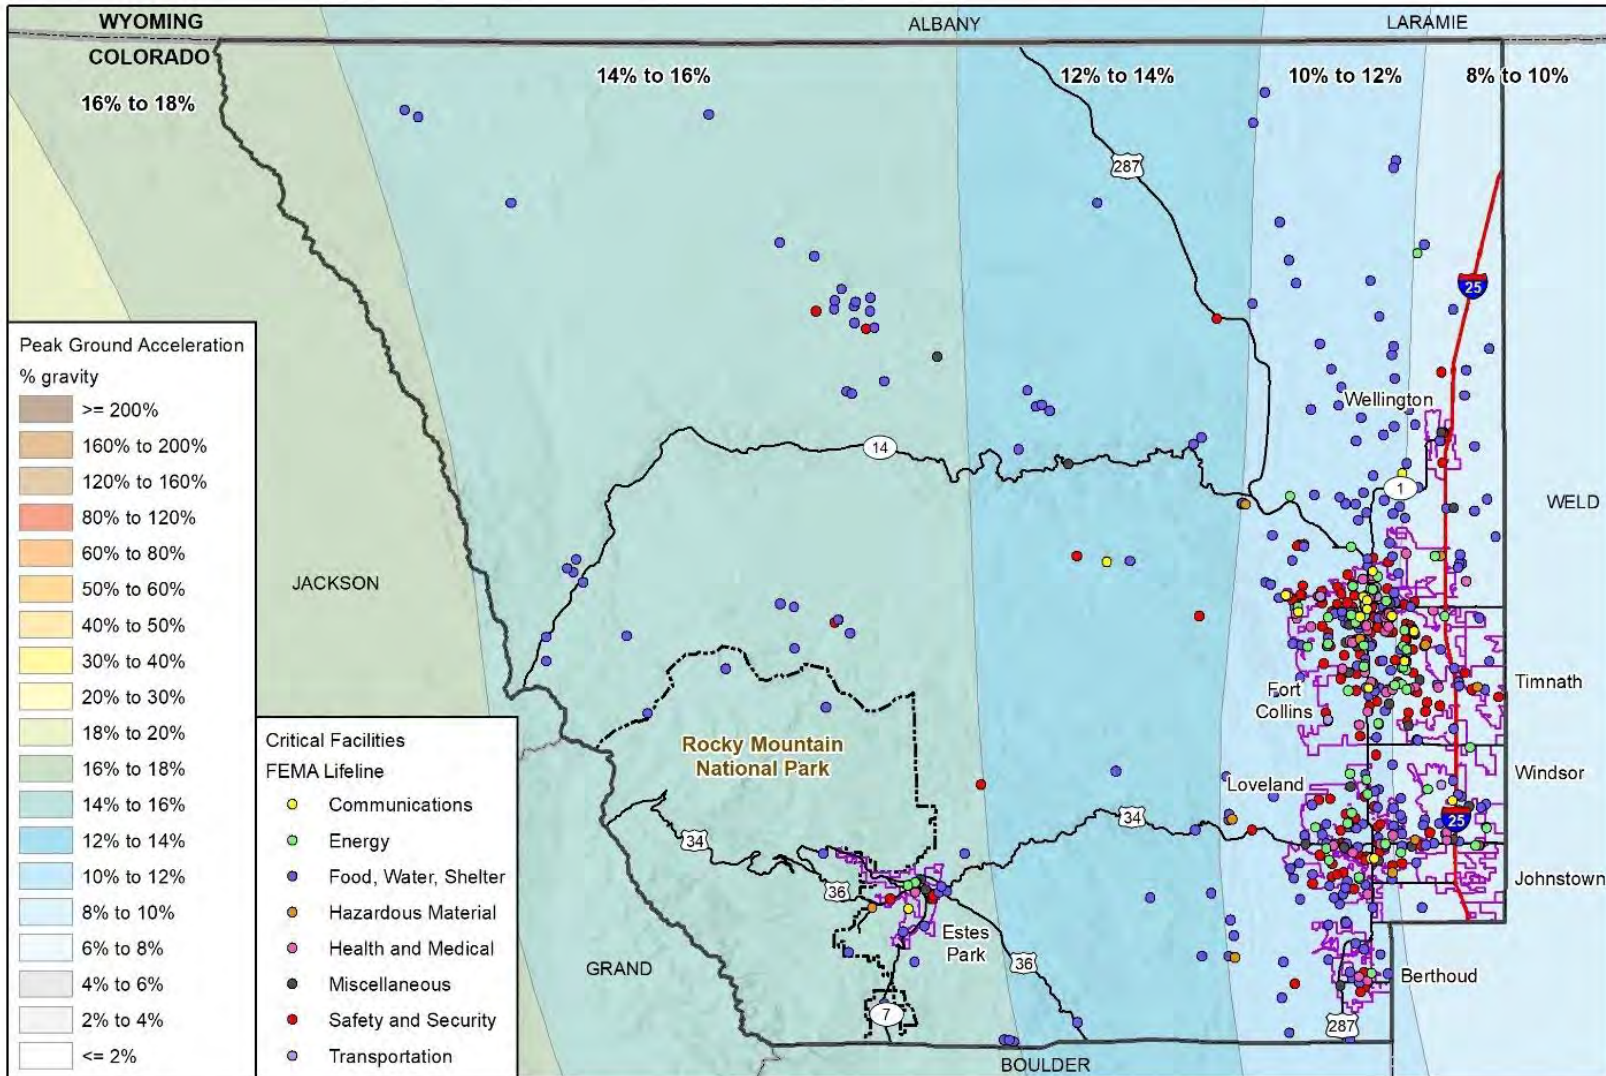 WYOMING
ALBANY
LARAMIE
COLORADO
14% to 16%
12% to 14%
10% to 12%
8% to 10%
16% to 18%
287
25
Peak Ground Acceleration
% gravity
>= 200%
160% to 200%
120% to 160%
80% to 120%
60% to 80%
50% to 60%
40% to 50%
30% to 40%
20% to 30%
18% to 20%
16% to 18%
14% to 16%
12% to 14%
10% to 12%
8% to 10%
6% to 8%
4% to 6%
2% to 4%
<= 2%
Wellington
14
1
WELD
JACKSON
Fort
Collins
Timnath
Critical Facilities
FEMA Lifeline
Communications
Energy
Food, Water, Shelter
Hazardous Material
Health and Medical
Miscellaneous
Safety and Security
Transportation
Rocky Mountain
National Park
Loveland
Windsor
34
34
25
36
Johnstown
Estes
Park
36
GRAND
Berthoud
7
287
BOULDER